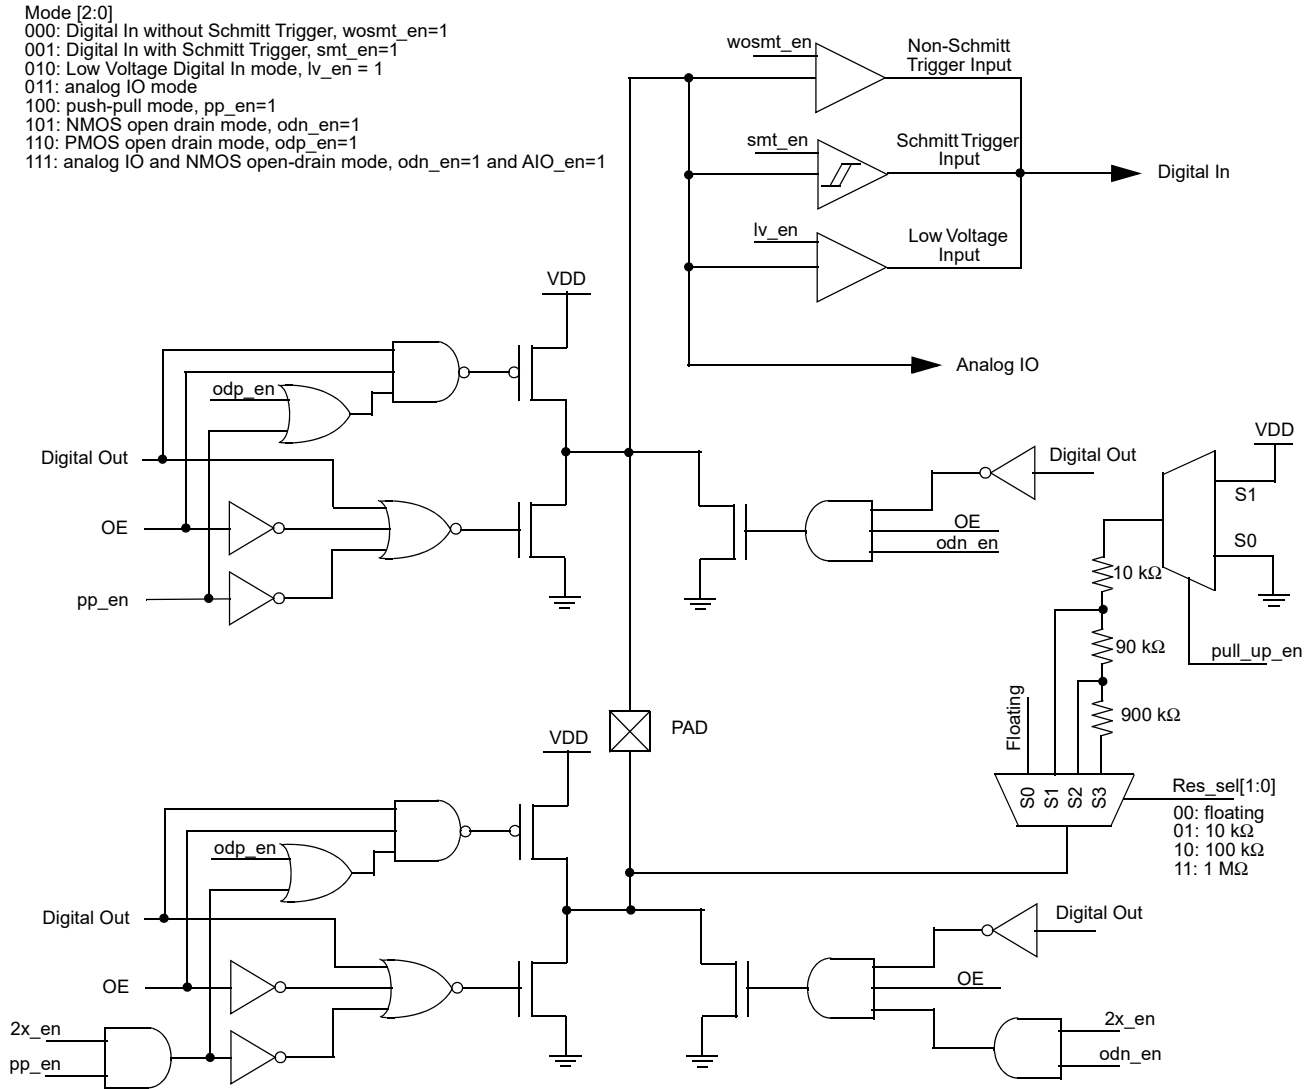 Mode [2:0]
000: Digital In without Schmitt Trigger, wosmt_en=1
001: Digital In with Schmitt Trigger, smt_en=1
010: Low Voltage Digital In mode, lv_en = 1
011: analog IO mode
100: push-pull mode, pp_en=1
101: NMOS open drain mode, odn_en=1
110: PMOS open drain mode, odp_en=1
111: analog IO and NMOS open-drain mode, odn_en=1 and AIO_en=1
wosmt_en
Non-Schmitt
Trigger Input
smt_en
Schmitt Trigger
Input
Digital In
lv_en
Low Voltage
Input
Analog IO
VDD
odp_en
Digital Out
OE
pp_en
Digital Out
OE
odn_en
VDD
S1
S0
10 kΩ
90 kΩ
pull_up_en
900 kΩ
Floating
S0
S1
S2
S3
Res_sel[1:0]
00: floating
01: 10 kΩ
10: 100 kΩ
11: 1 MΩ
PAD
VDD
odp_en
Digital Out
OE
2x_en
pp_en
Digital Out
OE
2x_en
odn_en